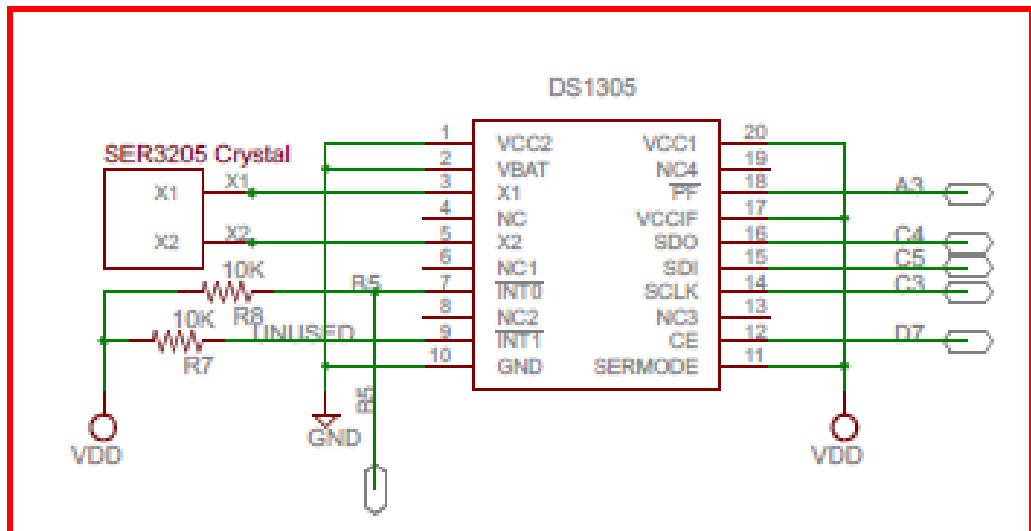 DS1305
SER3205 Crystal
X1
X2
X1
X2
10K
R8
10K
R7
UNUSED
VDD
GND
1 VCC2
2 VBAT
3 X1
4 NC
5 X2
6 NC1
7 INT0
8 NC2
9 INT1
10 GND
VCC1 20
NC4 19
PF 18
VCCIF 17
SDO 16
SDI 15
SCLK 14
NC3 13
CE 12
SERMODE 11
A3
C4
C5
C3
D7
VDD